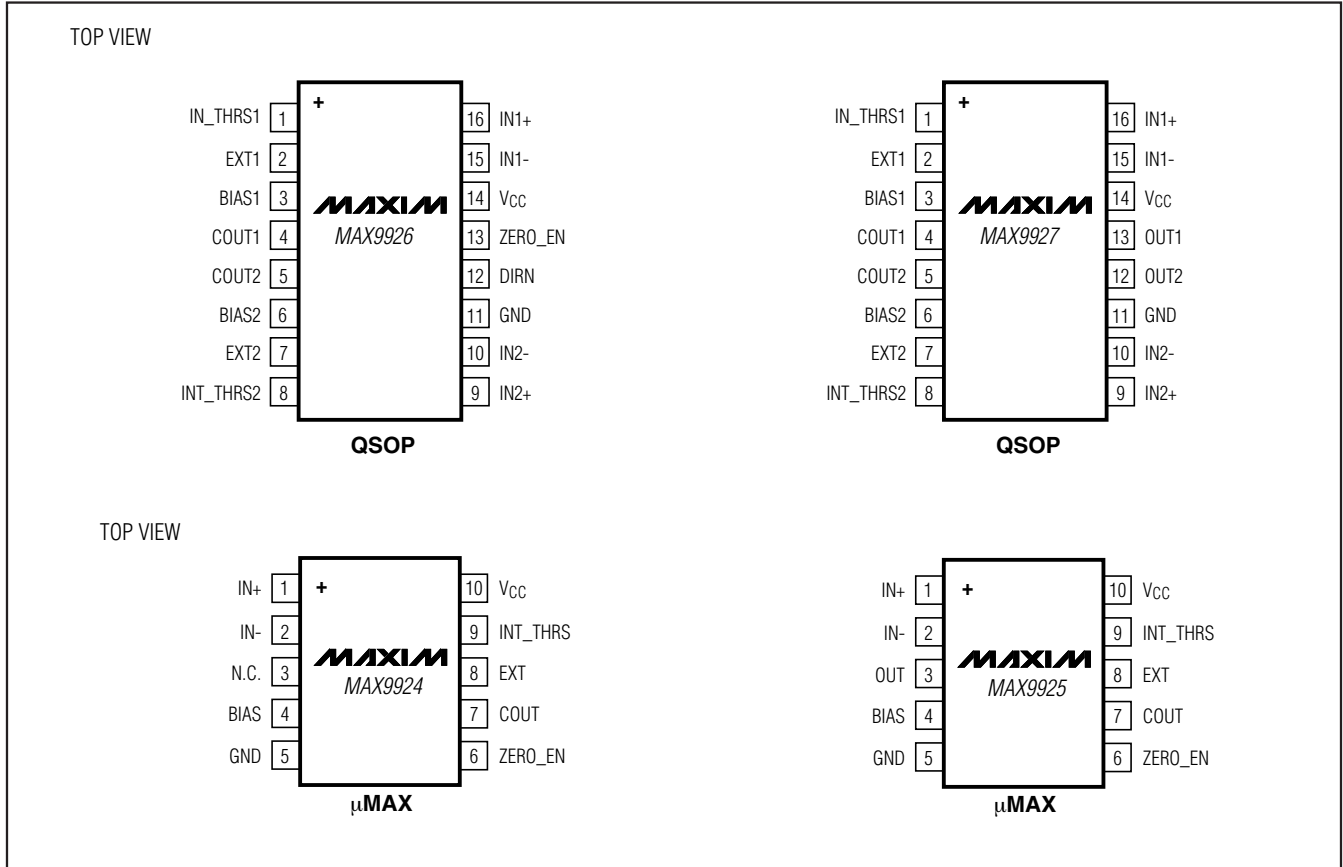 TOP VIEW
+
IN_THRS1 1
EXT1 2
BIAS1 3
COUT1 4
COUT2 5
BIAS2 6
EXT2 7
INT_THRS2 8
MAXIM
MAX9926
16 IN1+
15 IN1-
14 VCC
13 ZERO_EN
12 DIRN
11 GND
10 IN2-
9 IN2+
QSOP
+
IN_THRS1 1
EXT1 2
BIAS1 3
COUT1 4
COUT2 5
BIAS2 6
EXT2 7
INT_THRS2 8
MAXIM
MAX9927
16 IN1+
15 IN1-
14 VCC
13 OUT1
12 OUT2
11 GND
10 IN2-
9 IN2+
QSOP
TOP VIEW
+
IN+ 1
IN- 2
N.C. 3
BIAS 4
GND 5
MAXIM
MAX9924
10 VCC
9 INT_THRS
8 EXT
7 COUT
6 ZERO_EN
μMAX
+
IN+ 1
IN- 2
OUT 3
BIAS 4
GND 5
MAXIM
MAX9925
10 VCC
9 INT_THRS
8 EXT
7 COUT
6 ZERO_EN
μMAX